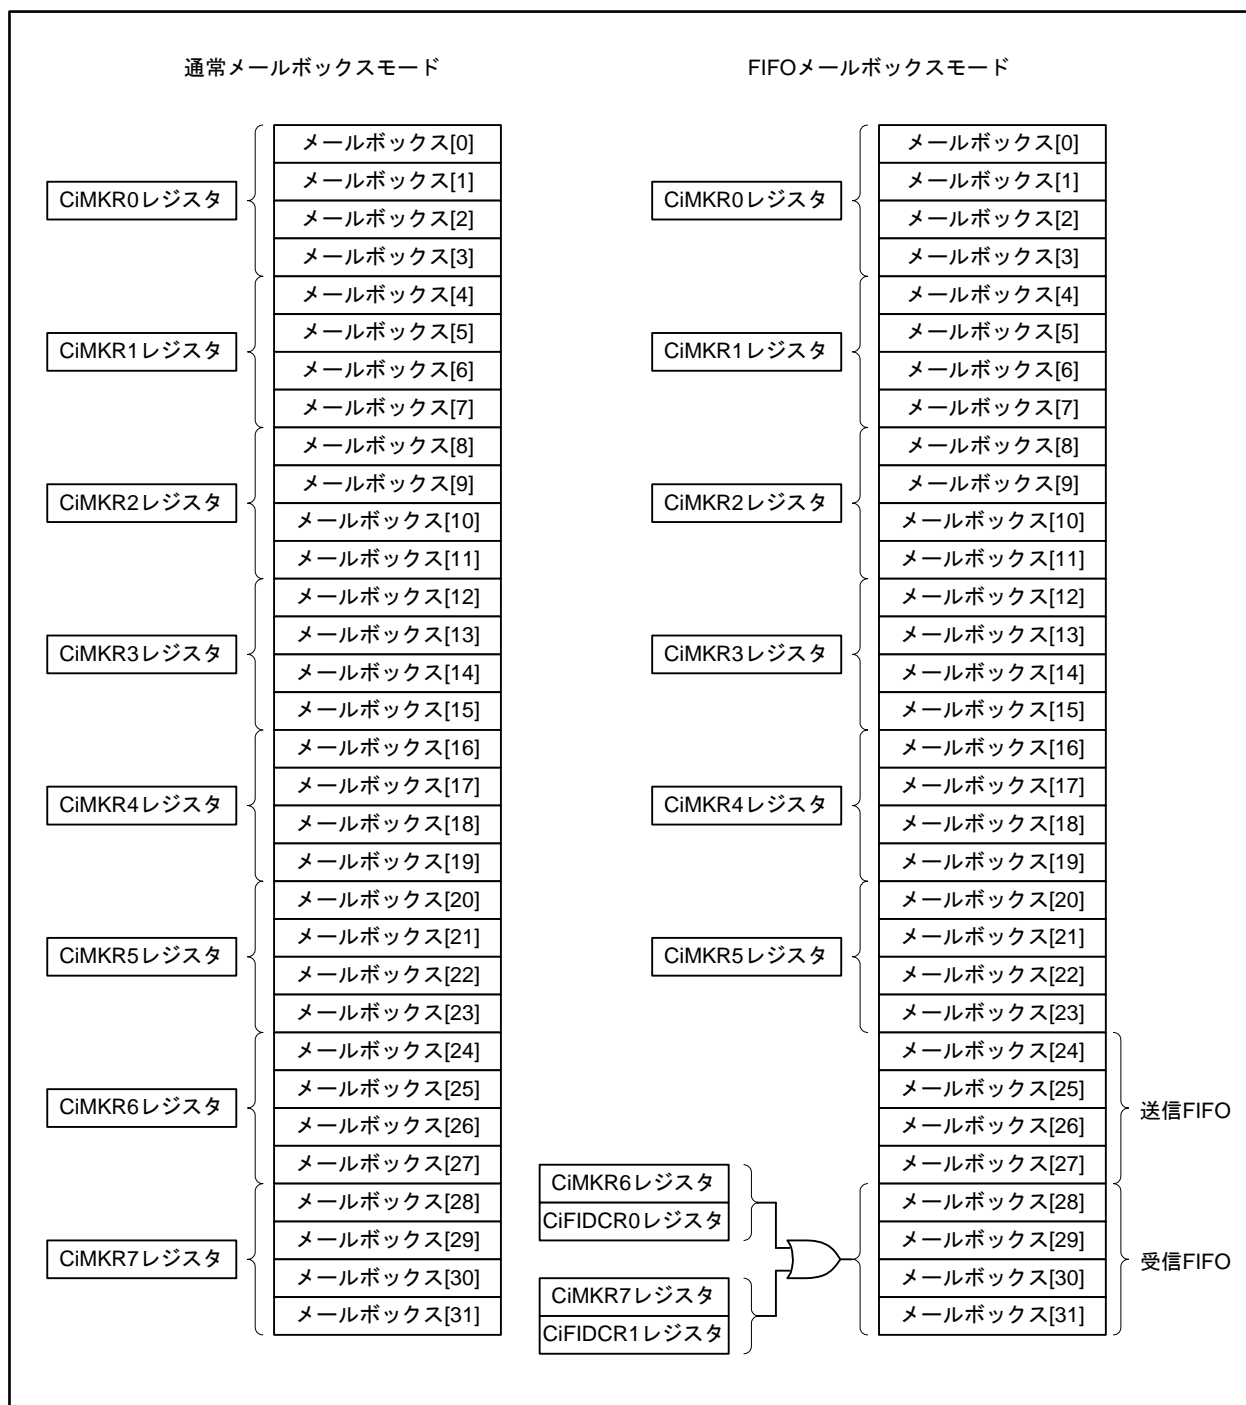 通常メールボックスモード
CiMKR0レジスタ
メールボックス[0]
メールボックス[1]
メールボックス[2]
メールボックス[3]
CiMKR1レジスタ
メールボックス[4]
メールボックス[5]
メールボックス[6]
メールボックス[7]
CiMKR2レジスタ
メールボックス[8]
メールボックス[9]
メールボックス[10]
メールボックス[11]
CiMKR3レジスタ
メールボックス[12]
メールボックス[13]
メールボックス[14]
メールボックス[15]
CiMKR4レジスタ
メールボックス[16]
メールボックス[17]
メールボックス[18]
メールボックス[19]
CiMKR5レジスタ
メールボックス[20]
メールボックス[21]
メールボックス[22]
メールボックス[23]
CiMKR6レジスタ
メールボックス[24]
メールボックス[25]
メールボックス[26]
メールボックス[27]
CiMKR7レジスタ
メールボックス[28]
メールボックス[29]
メールボックス[30]
メールボックス[31]
FIFOメールボックスモード
CiMKR0レジスタ
メールボックス[0]
メールボックス[1]
メールボックス[2]
メールボックス[3]
CiMKR1レジスタ
メールボックス[4]
メールボックス[5]
メールボックス[6]
メールボックス[7]
CiMKR2レジスタ
メールボックス[8]
メールボックス[9]
メールボックス[10]
メールボックス[11]
CiMKR3レジスタ
メールボックス[12]
メールボックス[13]
メールボックス[14]
メールボックス[15]
CiMKR4レジスタ
メールボックス[16]
メールボックス[17]
メールボックス[18]
メールボックス[19]
CiMKR5レジスタ
メールボックス[20]
メールボックス[21]
メールボックス[22]
メールボックス[23]
メールボックス[24]
メールボックス[25]
メールボックス[26]
メールボックス[27]
送信FIFO
CiMKR6レジスタ
CiFIDCR0レジスタ
CiMKR7レジスタ
CiFIDCR1レジスタ
メールボックス[28]
メールボックス[29]
メールボックス[30]
メールボックス[31]
受信FIFO